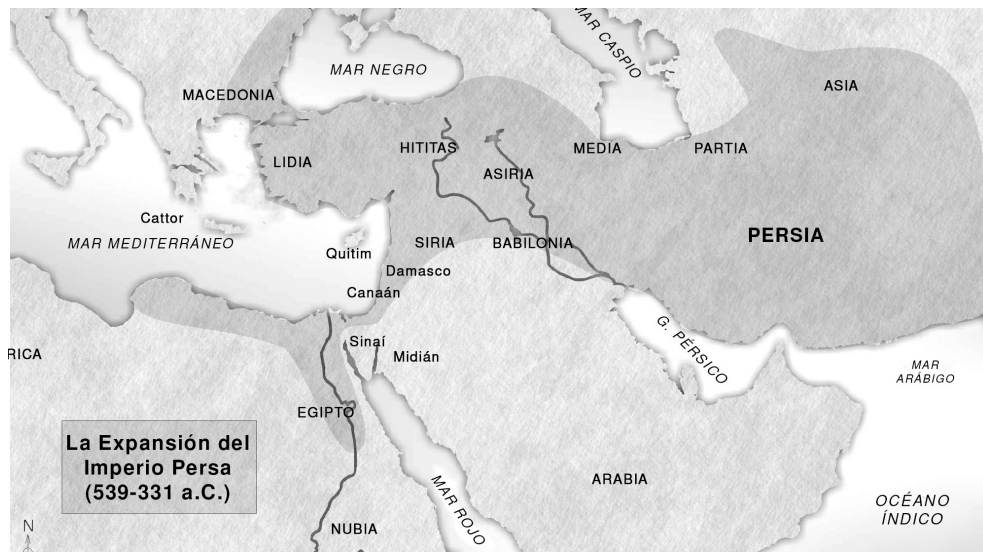 MAR CASPIO
MAR NEGRO
ASIA
MACEDONIA
LIDIA
HITITAS
MEDIA
PARTIA
ASIRIA
Cattor
MAR MEDITERRÁNEO
Quitim
SIRIA
BABILONIA
PERSIA
Damasco
Canaán
Sinaí
Midián
RICA
G. PÉRSICO
MAR
ARÁBIGO
EGIPTO
La Expansión del
Imperio Persa
(539-331 a.C.)
ARABIA
MAR ROJO
OCÉANO
ÍNDICO
NUBIA
N